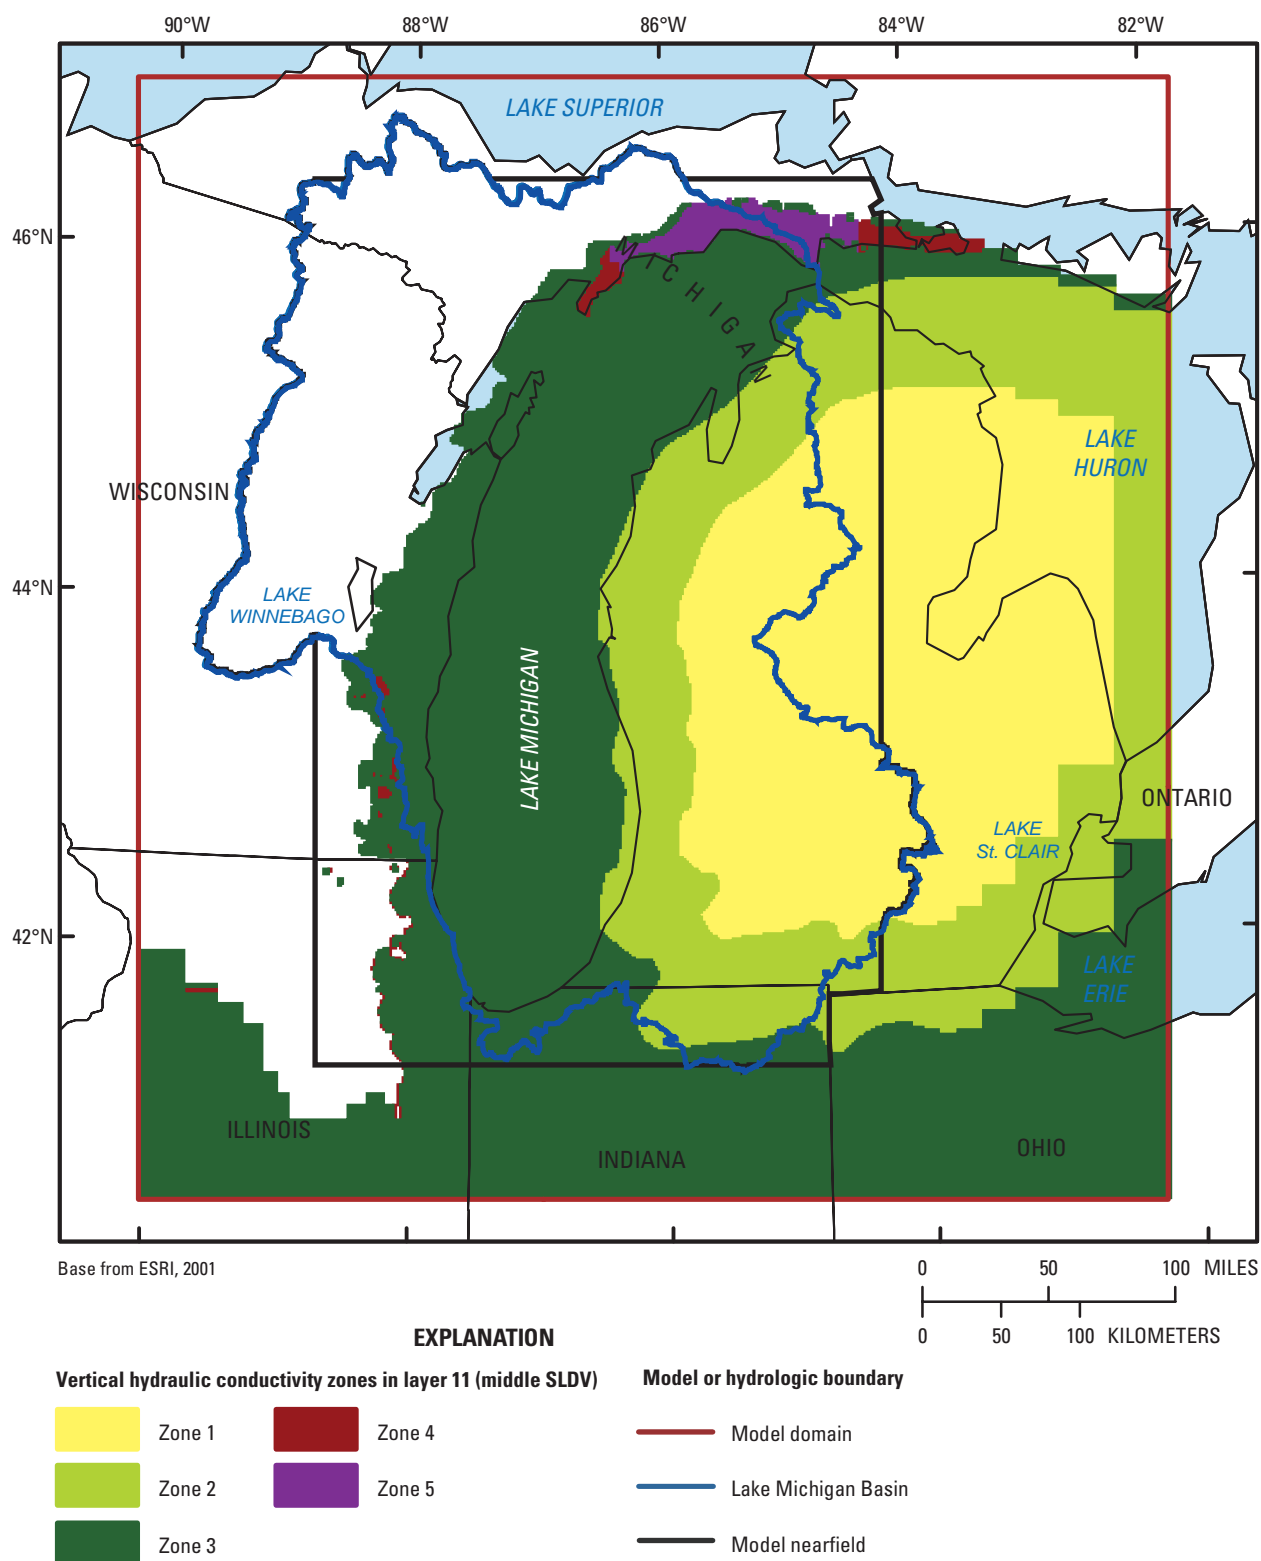 90°W 88°W 86°W 84°W 82°W
LAKE SUPERIOR
46°N
MICHIGAN
LAKE
HURON
WISCONSIN
44°N
LAKE
WINNEBAGO
LAKE MICHIGAN
ONTARIO
LAKE
St. CLAIR
42°N
LAKE
ERIE
ILLINOIS
INDIANA
OHIO
Base from ESRI, 2001
0 50 100 MILES
0 50 100 KILOMETERS
EXPLANATION
Vertical hydraulic conductivity zones in layer 11 (middle SLDV)
Zone 1
Zone 2
Zone 3
Zone 4
Zone 5
Model or hydrologic boundary
Model domain
Lake Michigan Basin
Model nearfield